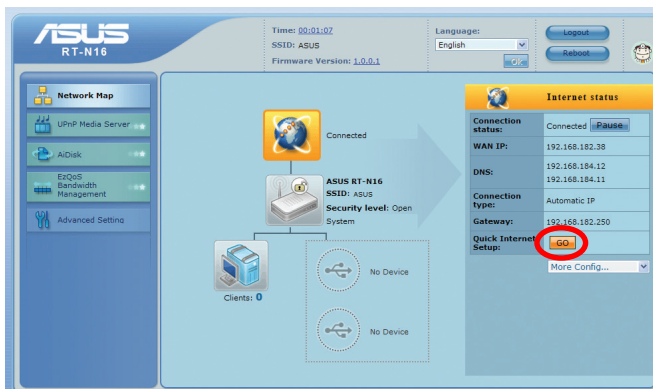 ASUS
RT-N16
Time: 00:01:07
SSID: ASUS
Firmware Version: 1.0.0.1
Language:
English
OK
Logout
Reboot
Network Map
UPnP Media Server
AiDisk
EzQoS
Bandwidth
Management
Advanced Setting
Connected
ASUS RT-N16
SSID: ASUS
Security level: Open
System
Clients: 0
No Device
No Device
Internet status
Connection
status:
Connected Pause
WAN IP: 192.168.182.38
DNS:
192.168.184.12
192.168.184.11
Connection
type:
Automatic IP
Gateway: 192.168.182.250
Quick Internet
Setup:
GO
More Config...